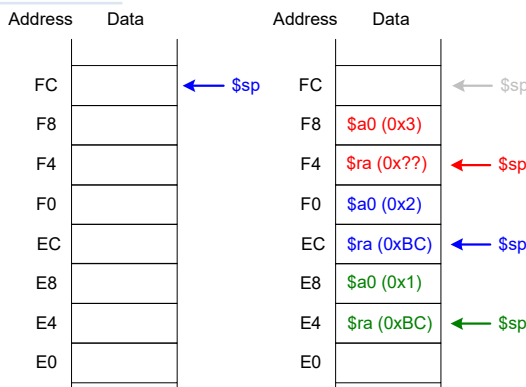 Address Data Address Data
FC $sp FC $sp
F8 F8 $a0 (0x3)
F4 F4 $ra (0x??) $sp
F0 F0 $a0 (0x2)
EC EC $ra (0xBC) $sp
E8 E8 $a0 (0x1)
E4 E4 $ra (0xBC) $sp
E0 E0